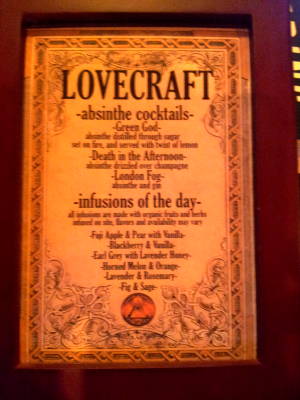 LOVECRAFT
-absinthe cocktails-
-Green God-
absinthe distilled through sugar
set on fire, and served with twist of lemon
-Death in the Afternoon-
absinthe drizzled over champagne
-London Fog-
absinthe and gin
-infusions of the day-
all infusions are made with organic fruits and herbs
infused on site, flavors and availability may vary
-Fuji Apple & Pear with Vanilla-
-Blackberry & Vanilla-
-Earl Grey with Lavender Honey-
-Horned Melon & Orange-
-Lavender & Rosemary-
-Fig & Sage-